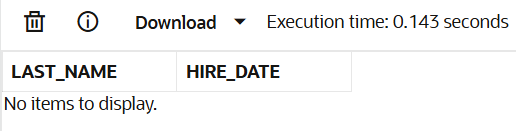 Download Execution time: 0.143 seconds
LAST_NAME HIRE_DATE
No items to display.